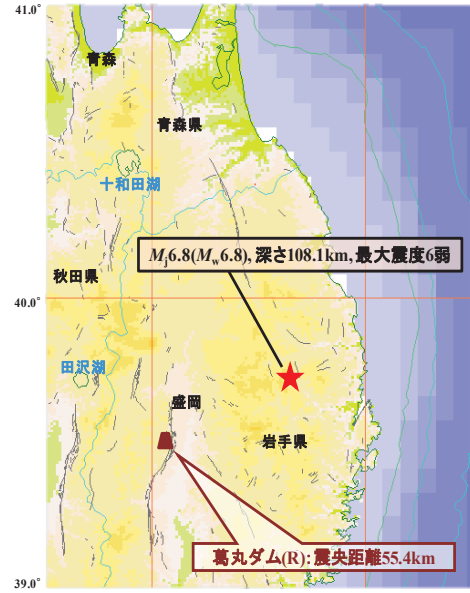 41.0°
青森
青森県
十和田湖
Mj6.8(Mw6.8), 深さ108.1km, 最大震度6弱
秋田県
40.0°
田沢湖
盛岡
岩手県
葛丸ダム(R): 震央距離55.4km
39.0°